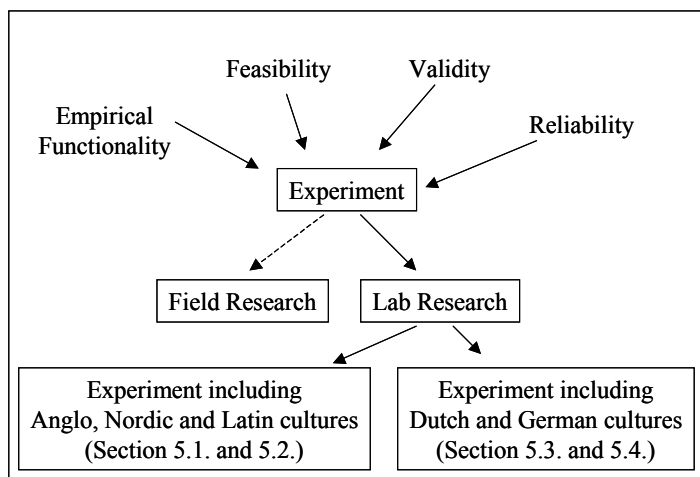 Feasibility
Validity
Empirical
Functionality
Reliability
Experiment
Field Research
Lab Research
Experiment including
Anglo, Nordic and Latin cultures
(Section 5.1. and 5.2.)
Experiment including
Dutch and German cultures
(Section 5.3. and 5.4.)